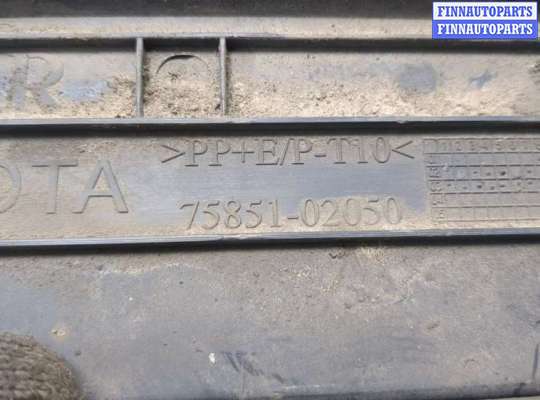 FINNAUTOPARTS
FINNAUTOPARTS
R
>PP+E/P-T10<
OTA
75851-02050